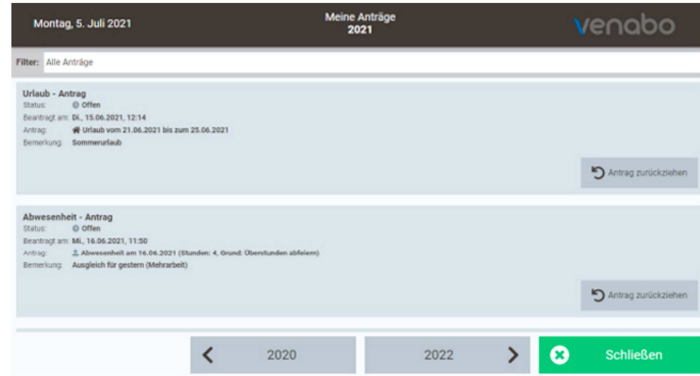 Montag, 5. Juli 2021
Meine Anträge
2021
venabo
Filter: Alle Anträge
Urlaub - Antrag
Status: Offen
Beantragt am: Di., 15.06.2021, 12:14
Antrag: Urlaub vom 21.06.2021 bis zum 25.06.2021
Bemerkung: Sommerurlaub
Antrag zurückziehen
Abwesenheit - Antrag
Status: Offen
Beantragt am: Mi., 16.06.2021, 11:50
Antrag: Abwesenheit am 16.06.2021 (Stunden: 4, Grund: Überstunden abfeiern)
Bemerkung: Ausgleich für gestern (Mehrarbeit)
Antrag zurückziehen
2020
2022
Schließen